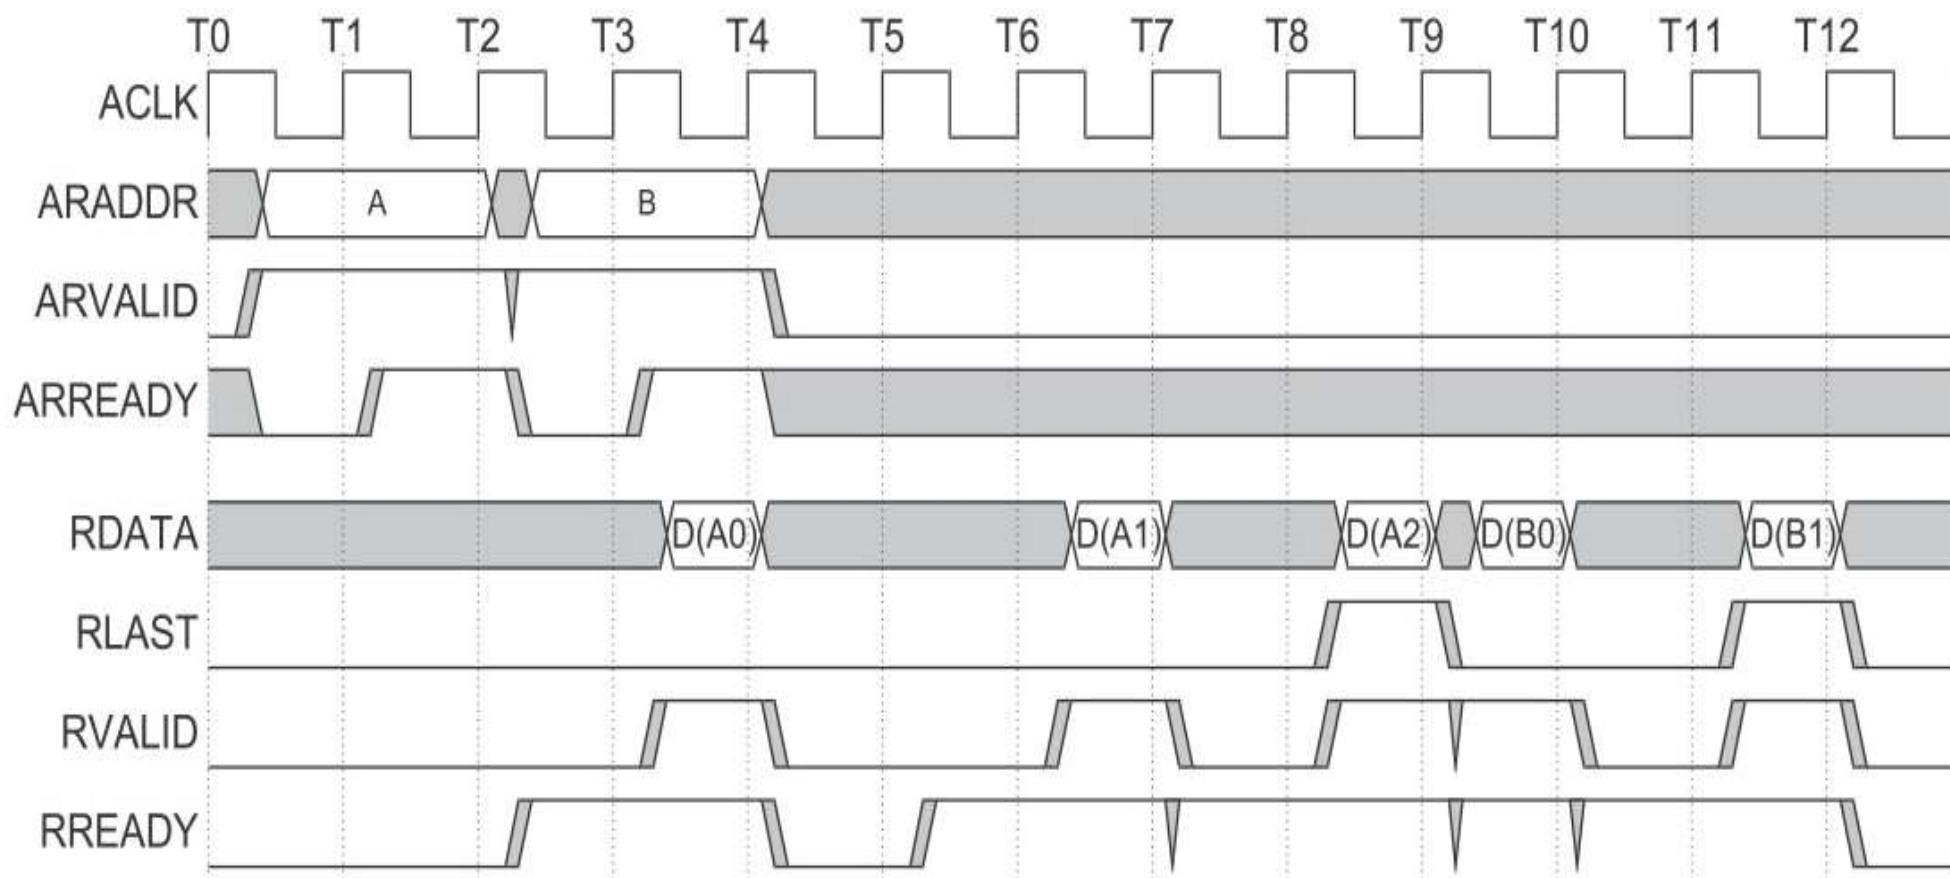 T0 T1 T2 T3 T4 T5 T6 T7 T8 T9 T10 T11 T12
ACLK
ARADDR A B
ARVALID
ARREADY
RDATA D(A0) D(A1) D(A2) D(B0) D(B1)
RLAST
RVALID
RREADY